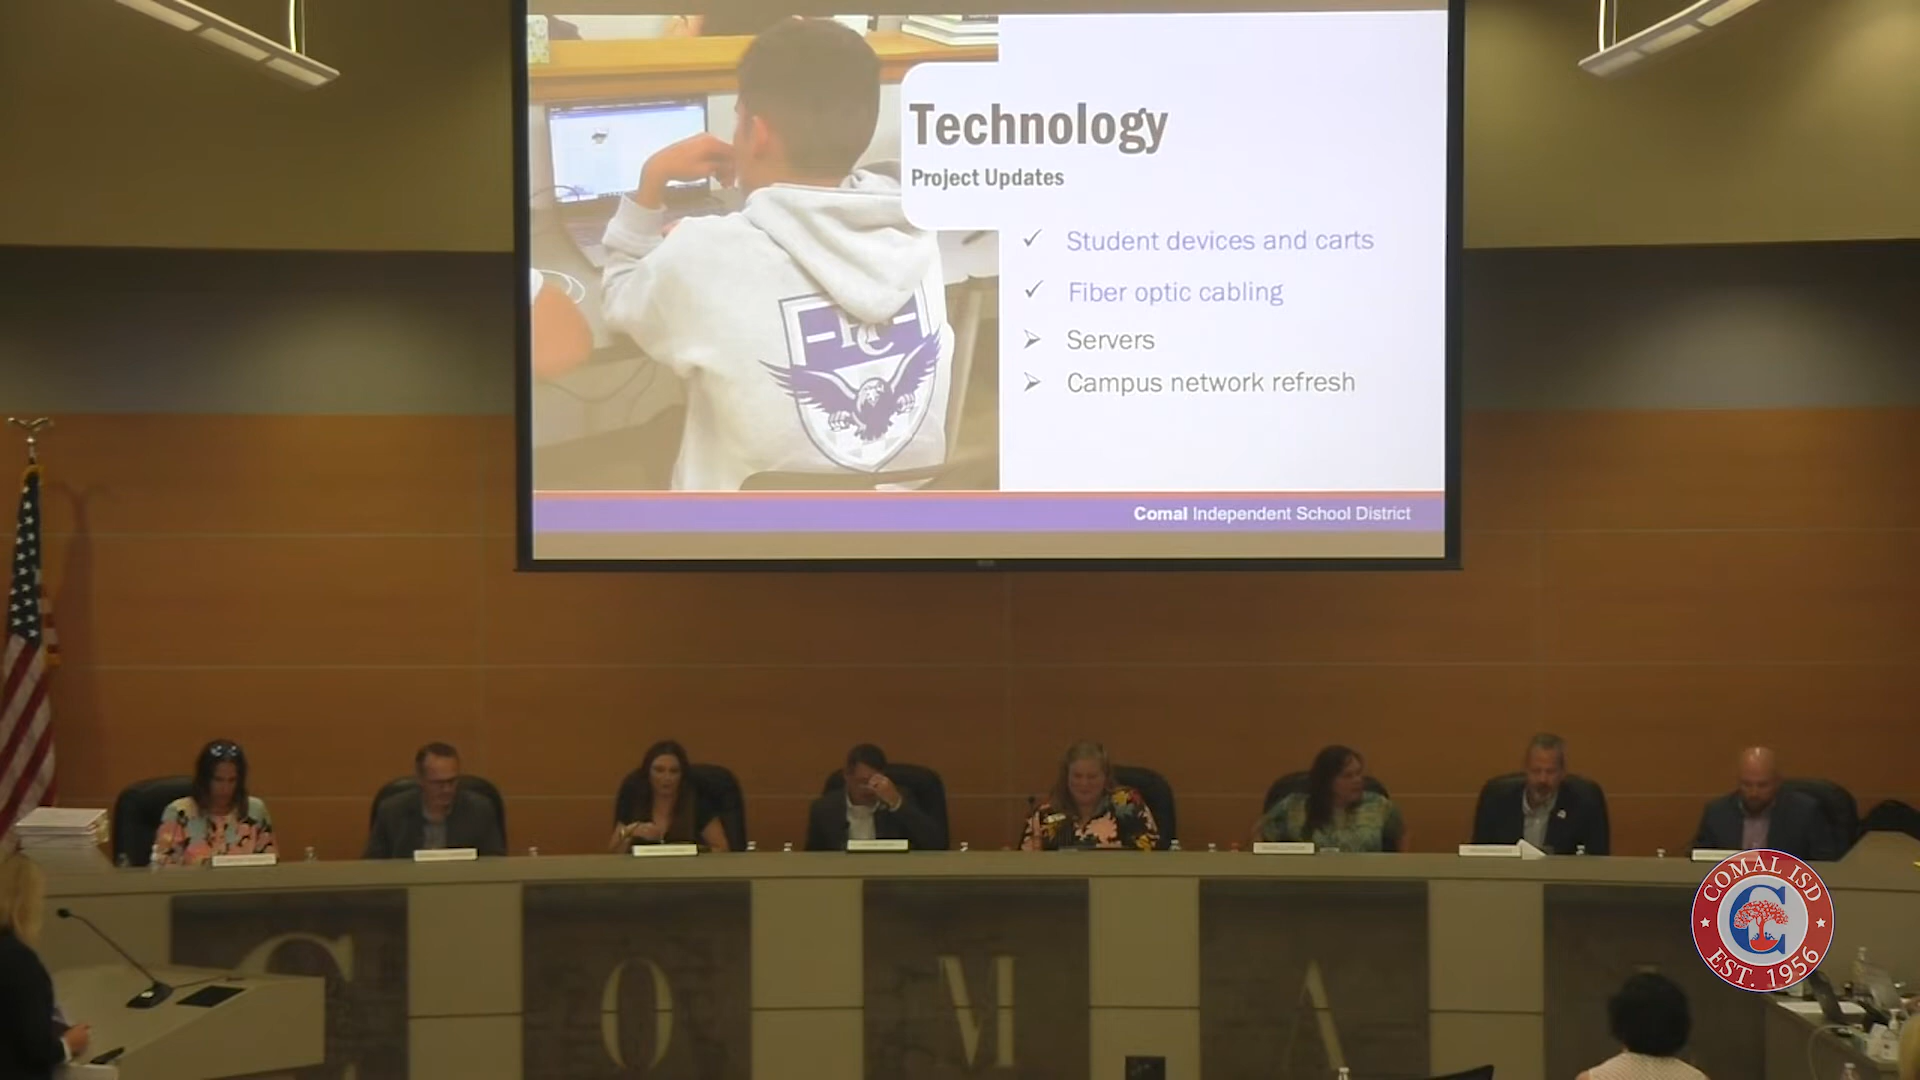 Technology
Project Updates
✓ Student devices and carts
✓ Fiber optic cabling
➢ Servers
➢ Campus network refresh
Comal Independent School District
COMAL ISD
C
EST. 1956
C O M A